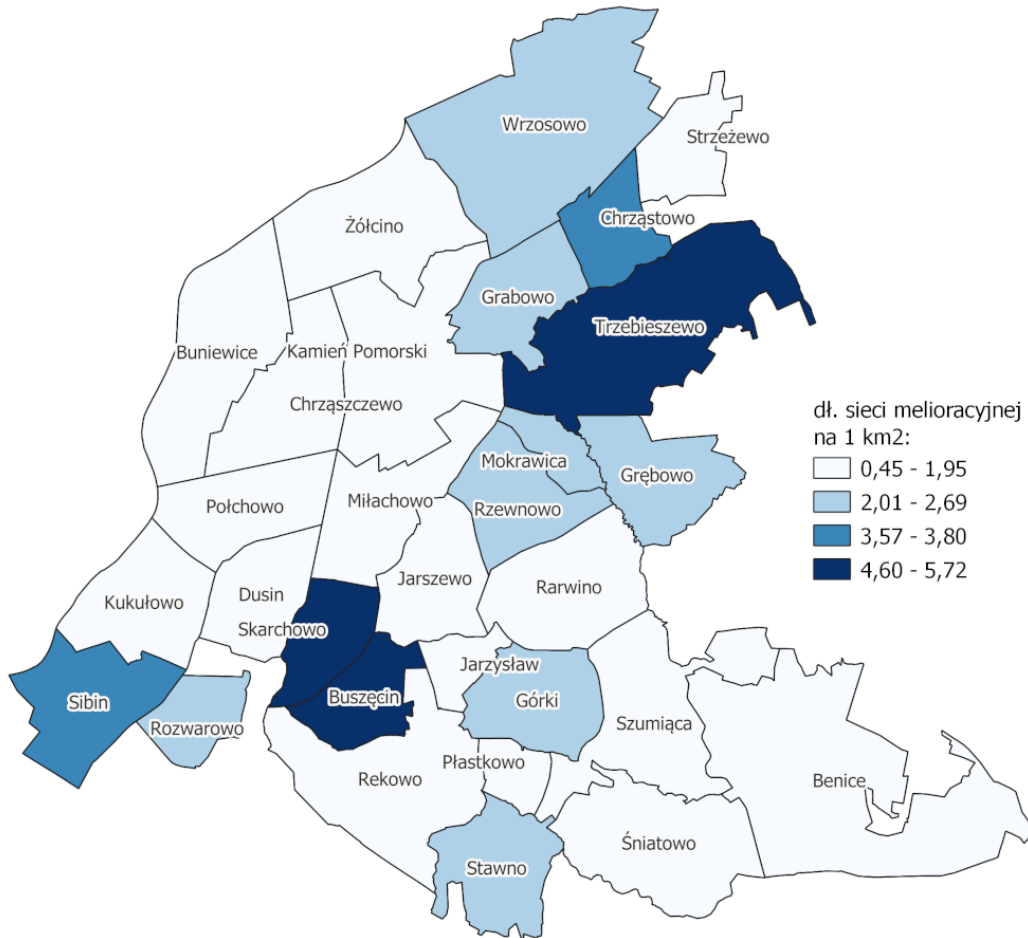 Wrzosowo
Strzeżewo
Chrząstowo
Żółcino
Grabowo
Trzebieszewo
Buniewice
Kamień Pomorski
Chrząszczewo
dł. sieci melioracyjnej
na 1 km2:
0,45 - 1,95
2,01 - 2,69
3,57 - 3,80
4,60 - 5,72
Mokrawica
Grębowo
Połchowo
Miłachowo
Rzewnowo
Jarszewo
Rarwino
Dusin
Kukułowo
Skarchowo
Jarzysław
Buszęcin
Górki
Sibin
Rozwarowo
Szumiąca
Płastkowo
Rekowo
Benice
Śniatowo
Stawno